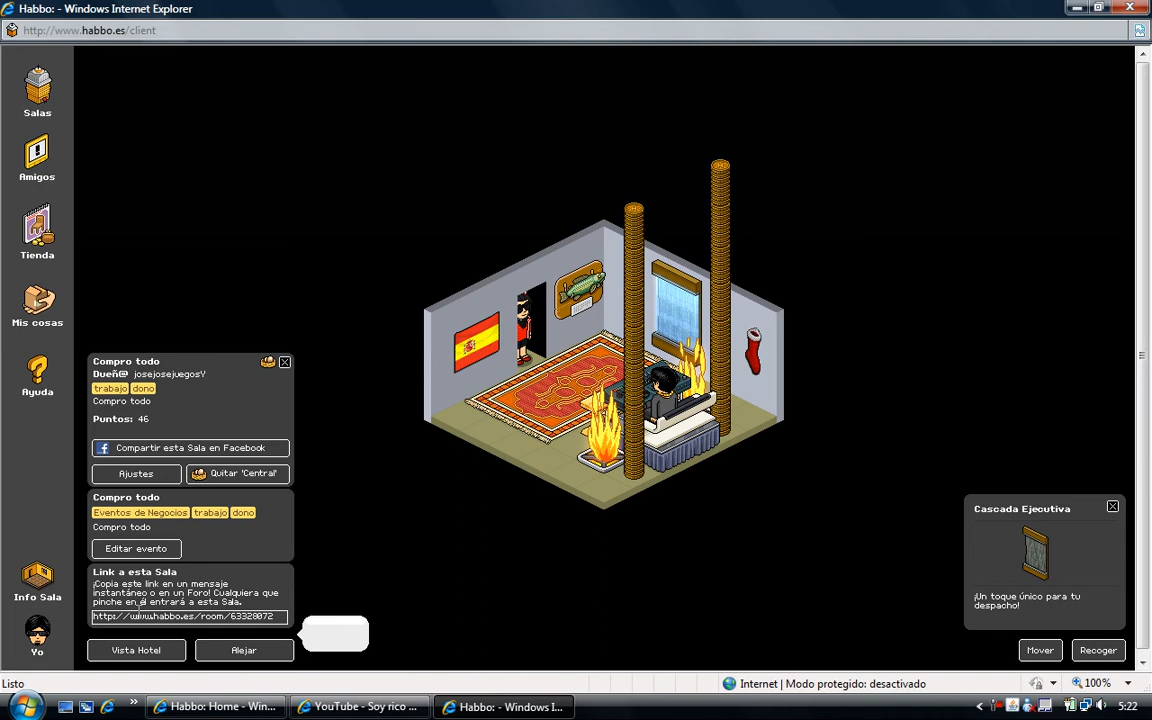 Habbo: - Windows Internet Explorer
http://www.habbo.es/client
Salas
Amigos
Tienda
Mis cosas
Ayuda
Compro todo
Dueñ@ josejosejuegosY
trabajo dono
Compro todo
Puntos: 46
Compartir esta Sala en Facebook
Ajustes
Quitar 'Central'
Compro todo
Eventos de Negocios trabajo dono
Compro todo
Editar evento
Link a esta Sala
¡Copia este link en un mensaje
instantáneo o en un Foro! Cualquiera que
pinche en él entrará a esta Sala.
http://www.habbo.es/room/63328072
Info Sala
Yo
Vista Hotel
Alejar
Cascada Ejecutiva
¡Un toque único para tu
despacho!
Mover
Recoger
Listo
Internet | Modo protegido: desactivado
100%
Habbo: Home - Win...
YouTube - Soy rico ...
Habbo: - Windows I...
5:22